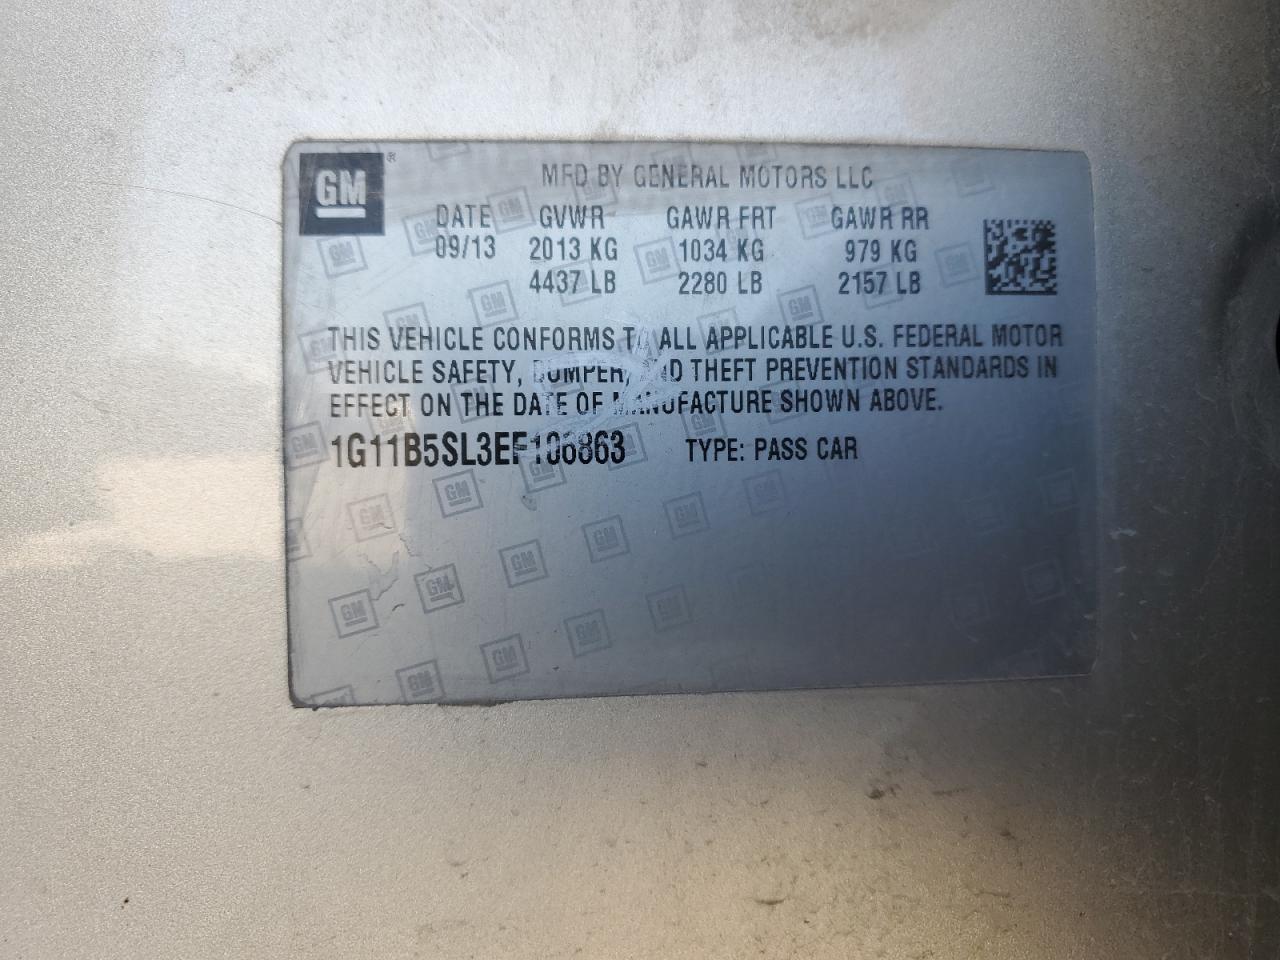 GM®
MFD BY GENERAL MOTORS LLC
DATE GVWR GAWR FRT GAWR RR
09/13 2013 KG 1034 KG 979 KG
4437 LB 2280 LB 2157 LB
THIS VEHICLE CONFORMS TO ALL APPLICABLE U.S. FEDERAL MOTOR
VEHICLE SAFETY, BUMPER, AND THEFT PREVENTION STANDARDS IN
EFFECT ON THE DATE OF MANUFACTURE SHOWN ABOVE.
1G11B5SL3EF106863 TYPE: PASS CAR